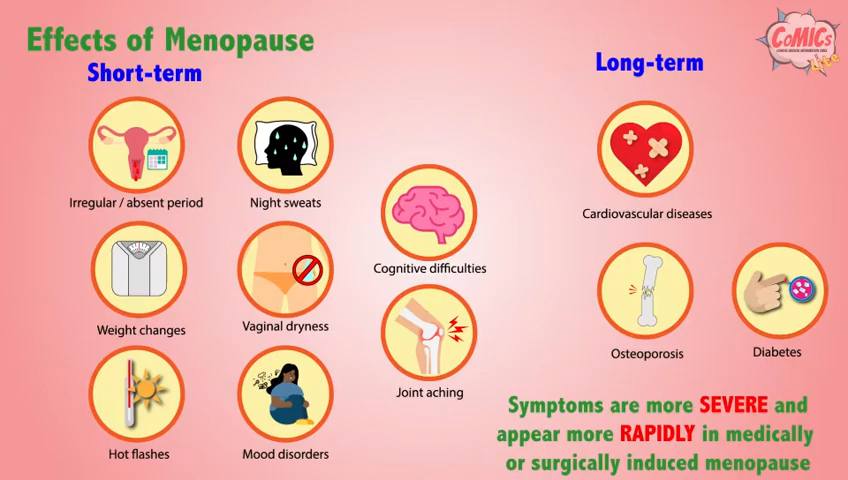 Effects of Menopause
Short-term
Irregular / absent period
Night sweats
Weight changes
Vaginal dryness
Hot flashes
Mood disorders
Cognitive difficulties
Joint aching
Long-term
Cardiovascular diseases
Osteoporosis
Diabetes
Symptoms are more SEVERE and
appear more RAPIDLY in medically
or surgically induced menopause
CoMICs
Lite